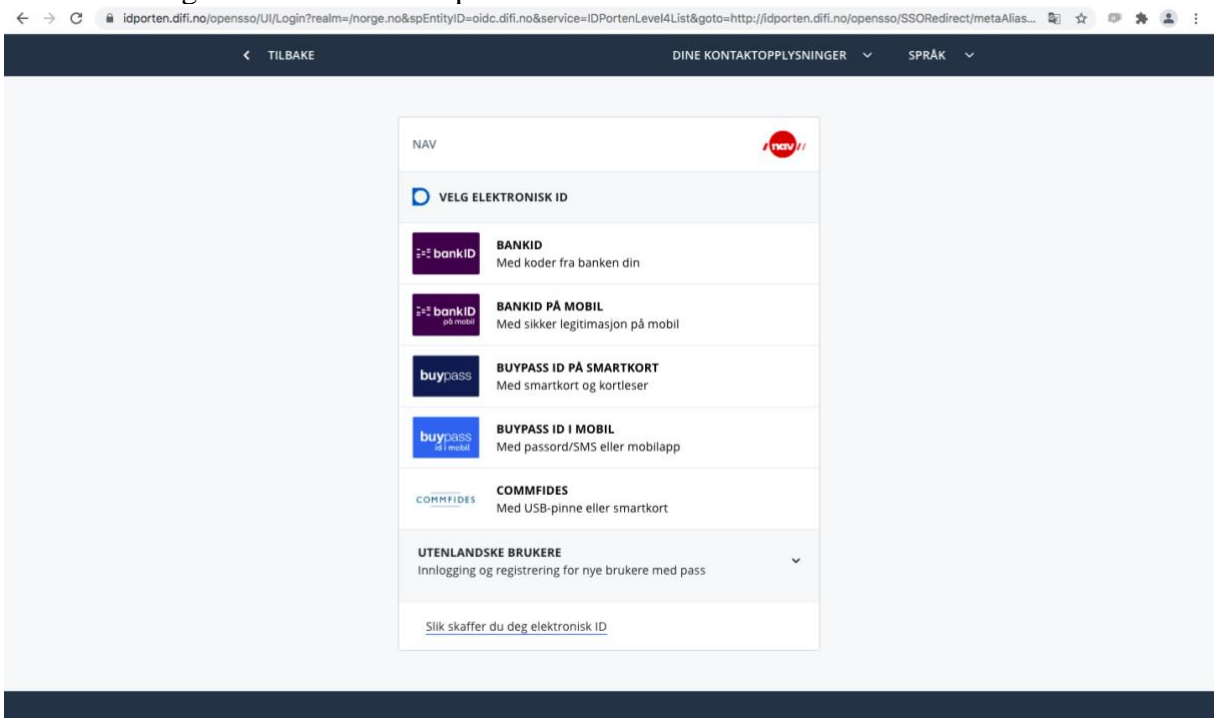 idporten.difi.no/opensso/UI/Login?realm=/norge.no&spEntityID=oidc.difi.no&service=IDPortenLevel4List&goto=http://idporten.difi.no/opensso/SSORedirect/metaAlias...
TILBAKE
DINE KONTAKTOPPLYSNINGER
SPRÅK
NAV
nav
VELG ELEKTRONISK ID
bankID
BANKID
Med koder fra banken din
bankID
på mobil
BANKID PÅ MOBIL
Med sikker legitimasjon på mobil
buypass
BUYPASS ID PÅ SMARTKORT
Med smartkort og kortleser
buypass
id i mobil
BUYPASS ID I MOBIL
Med passord/SMS eller mobilapp
COMMFIDES
COMMFIDES
Med USB-pinne eller smartkort
UTENLANDSKE BRUKERE
Innlogging og registrering for nye brukere med pass
Slik skaffer du deg elektronisk ID